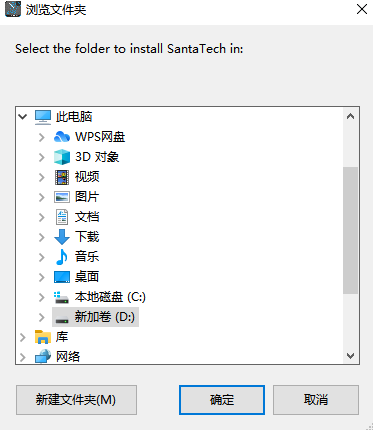 浏览文件夹
Select the folder to install SantaTech in:
此电脑
WPS网盘
3D 对象
视频
图片
文档
下载
音乐
桌面
本地磁盘 (C:)
新加卷 (D:)
库
网络
新建文件夹(M)
确定
取消